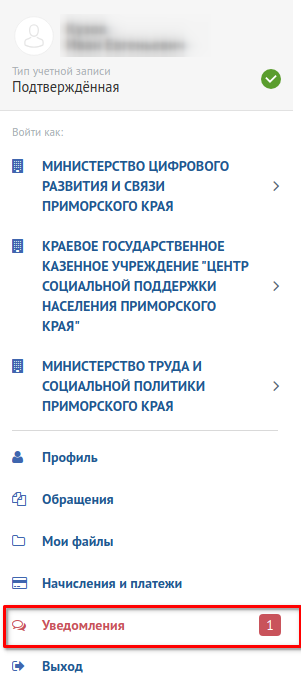 Тип учетной записи
Подтверждённая
Войти как:
МИНИСТЕРСТВО ЦИФРОВОГО
РАЗВИТИЯ И СВЯЗИ
ПРИМОРСКОГО КРАЯ
КРАЕВОЕ ГОСУДАРСТВЕННОЕ
КАЗЕННОЕ УЧРЕЖДЕНИЕ "ЦЕНТР
СОЦИАЛЬНОЙ ПОДДЕРЖКИ
НАСЕЛЕНИЯ ПРИМОРСКОГО
КРАЯ"
МИНИСТЕРСТВО ТРУДА И
СОЦИАЛЬНОЙ ПОЛИТИКИ
ПРИМОРСКОГО КРАЯ
Профиль
Обращения
Мои файлы
Начисления и платежи
Уведомления 1
Выход